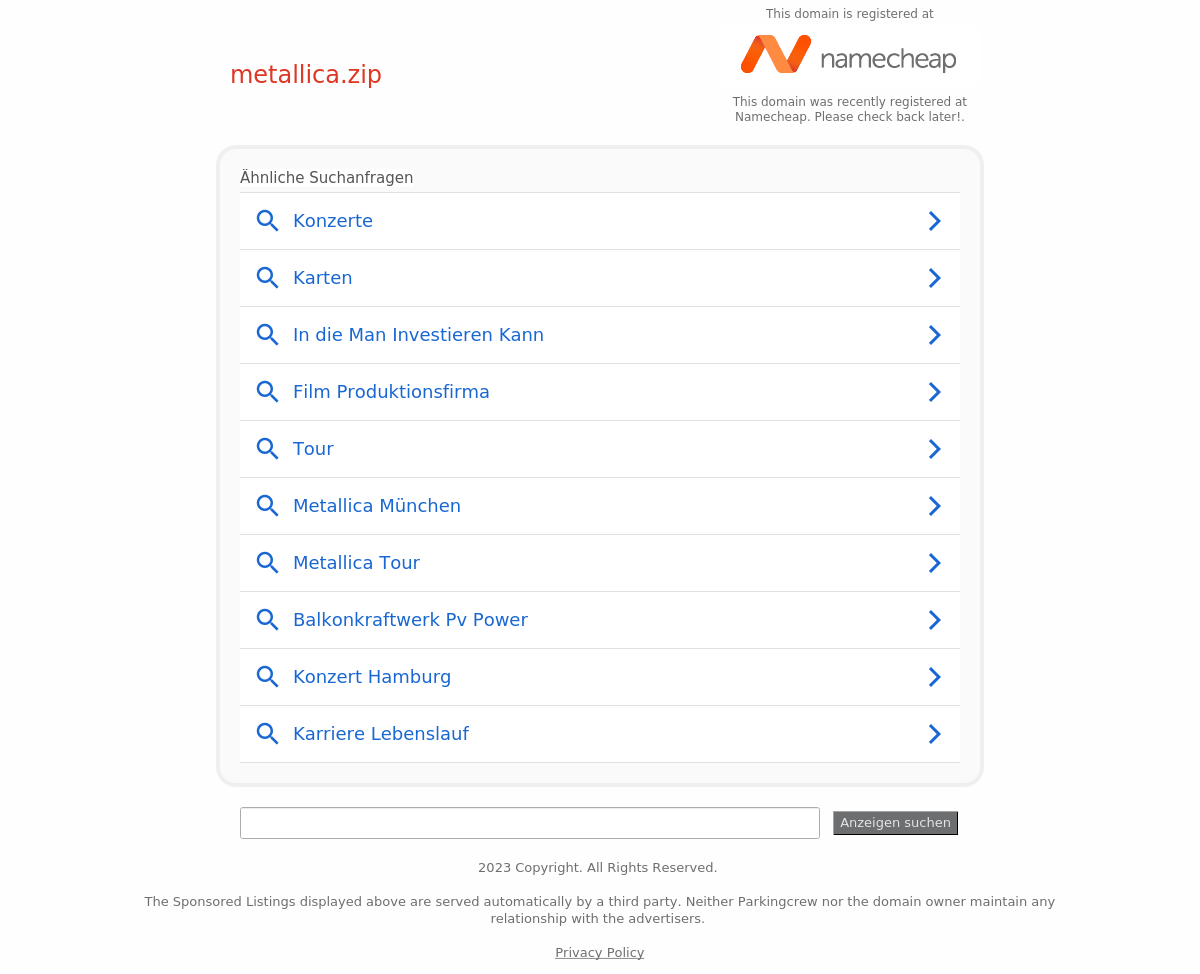 This domain is registered at
metallica.zip
namecheap
This domain was recently registered at
Namecheap. Please check back later!.
Ähnliche Suchanfragen
Konzerte
Karten
In die Man Investieren Kann
Film Produktionsfirma
Tour
Metallica München
Metallica Tour
Balkonkraftwerk Pv Power
Konzert Hamburg
Karriere Lebenslauf
Anzeigen suchen
2023 Copyright. All Rights Reserved.
The Sponsored Listings displayed above are served automatically by a third party. Neither Parkingcrew nor the domain owner maintain any
relationship with the advertisers.
Privacy Policy